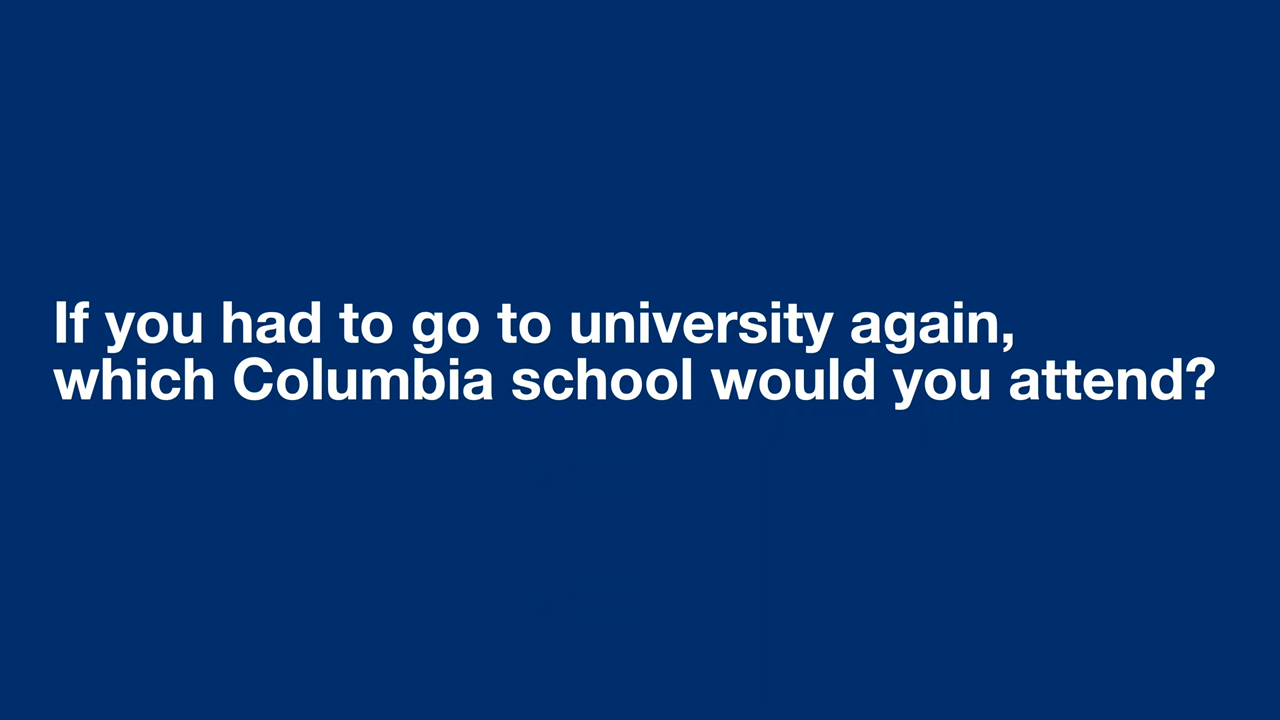 If you had to go to university again,
which Columbia school would you attend?